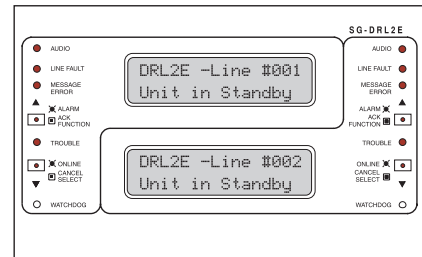 SG-DRL2E
AUDIO
LINE FAULT
MESSAGE
ERROR
ALARM
ACK
FUNCTION
TROUBLE
ONLINE
CANCEL
SELECT
WATCHDOG
DRL2E -Line #001
Unit in Standby
DRL2E -Line #002
Unit in Standby
AUDIO
LINE FAULT
MESSAGE
ERROR
ALARM
ACK
FUNCTION
TROUBLE
ONLINE
CANCEL
SELECT
WATCHDOG